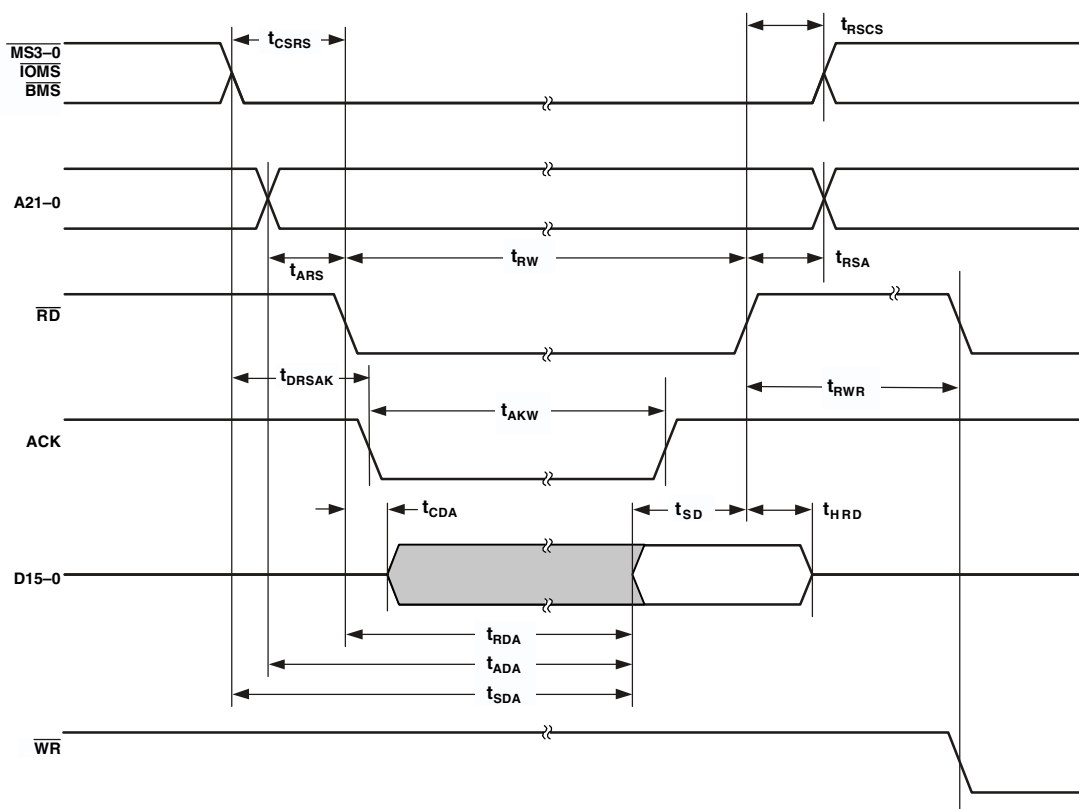 tCSRS
tRSCS
MS3–0
IOMS
BMS
A21–0
tARS
tRW
tRSA
RD
tDRSAK
tAKW
tRWR
ACK
tCDA
tSD
tHRD
D15–0
tRDA
tADA
tSDA
WR